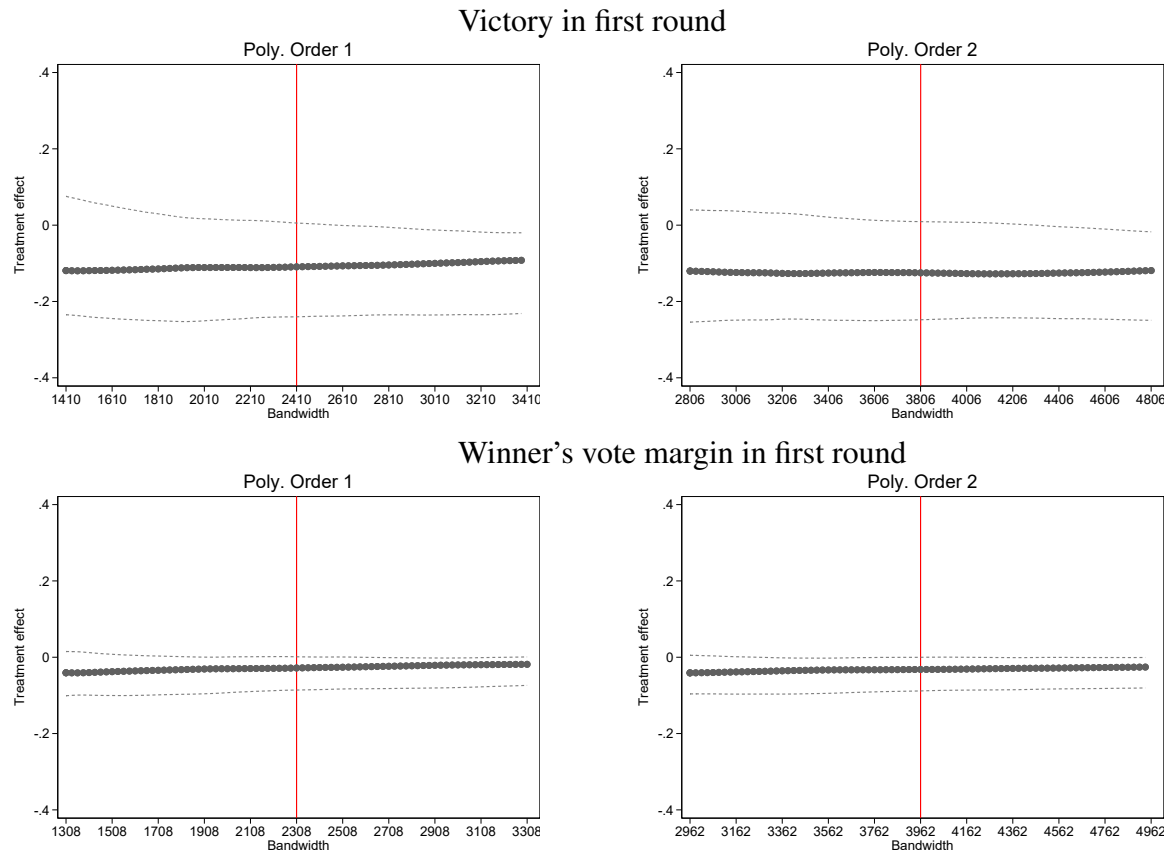 Victory in first round
Poly. Order 1
Poly. Order 2
Treatment effect
.4
.2
0
-.2
-.4
1410 1610 1810 2010 2210 2410 2610 2810 3010 3210 3410
Bandwidth
Treatment effect
.4
.2
0
-.2
-.4
2806 3006 3206 3406 3606 3806 4006 4206 4406 4606 4806
Bandwidth
Winner's vote margin in first round
Poly. Order 1
Poly. Order 2
Treatment effect
.4
.2
0
-.2
-.4
1308 1508 1708 1908 2108 2308 2508 2708 2908 3108 3308
Bandwidth
Treatment effect
.4
.2
0
-.2
-.4
2962 3162 3362 3562 3762 3962 4162 4362 4562 4762 4962
Bandwidth